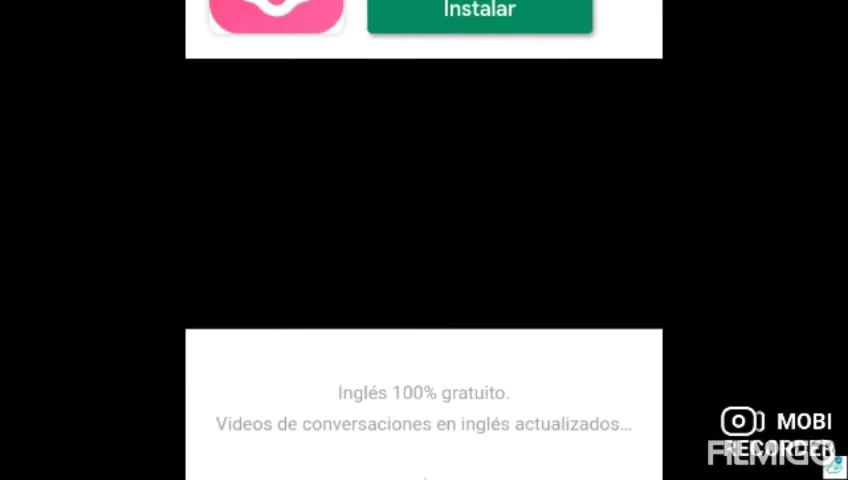 Instalar
Inglés 100% gratuito.
Videos de conversaciones en inglés actualizados...
MOBI
RECORDER
FILMIGO